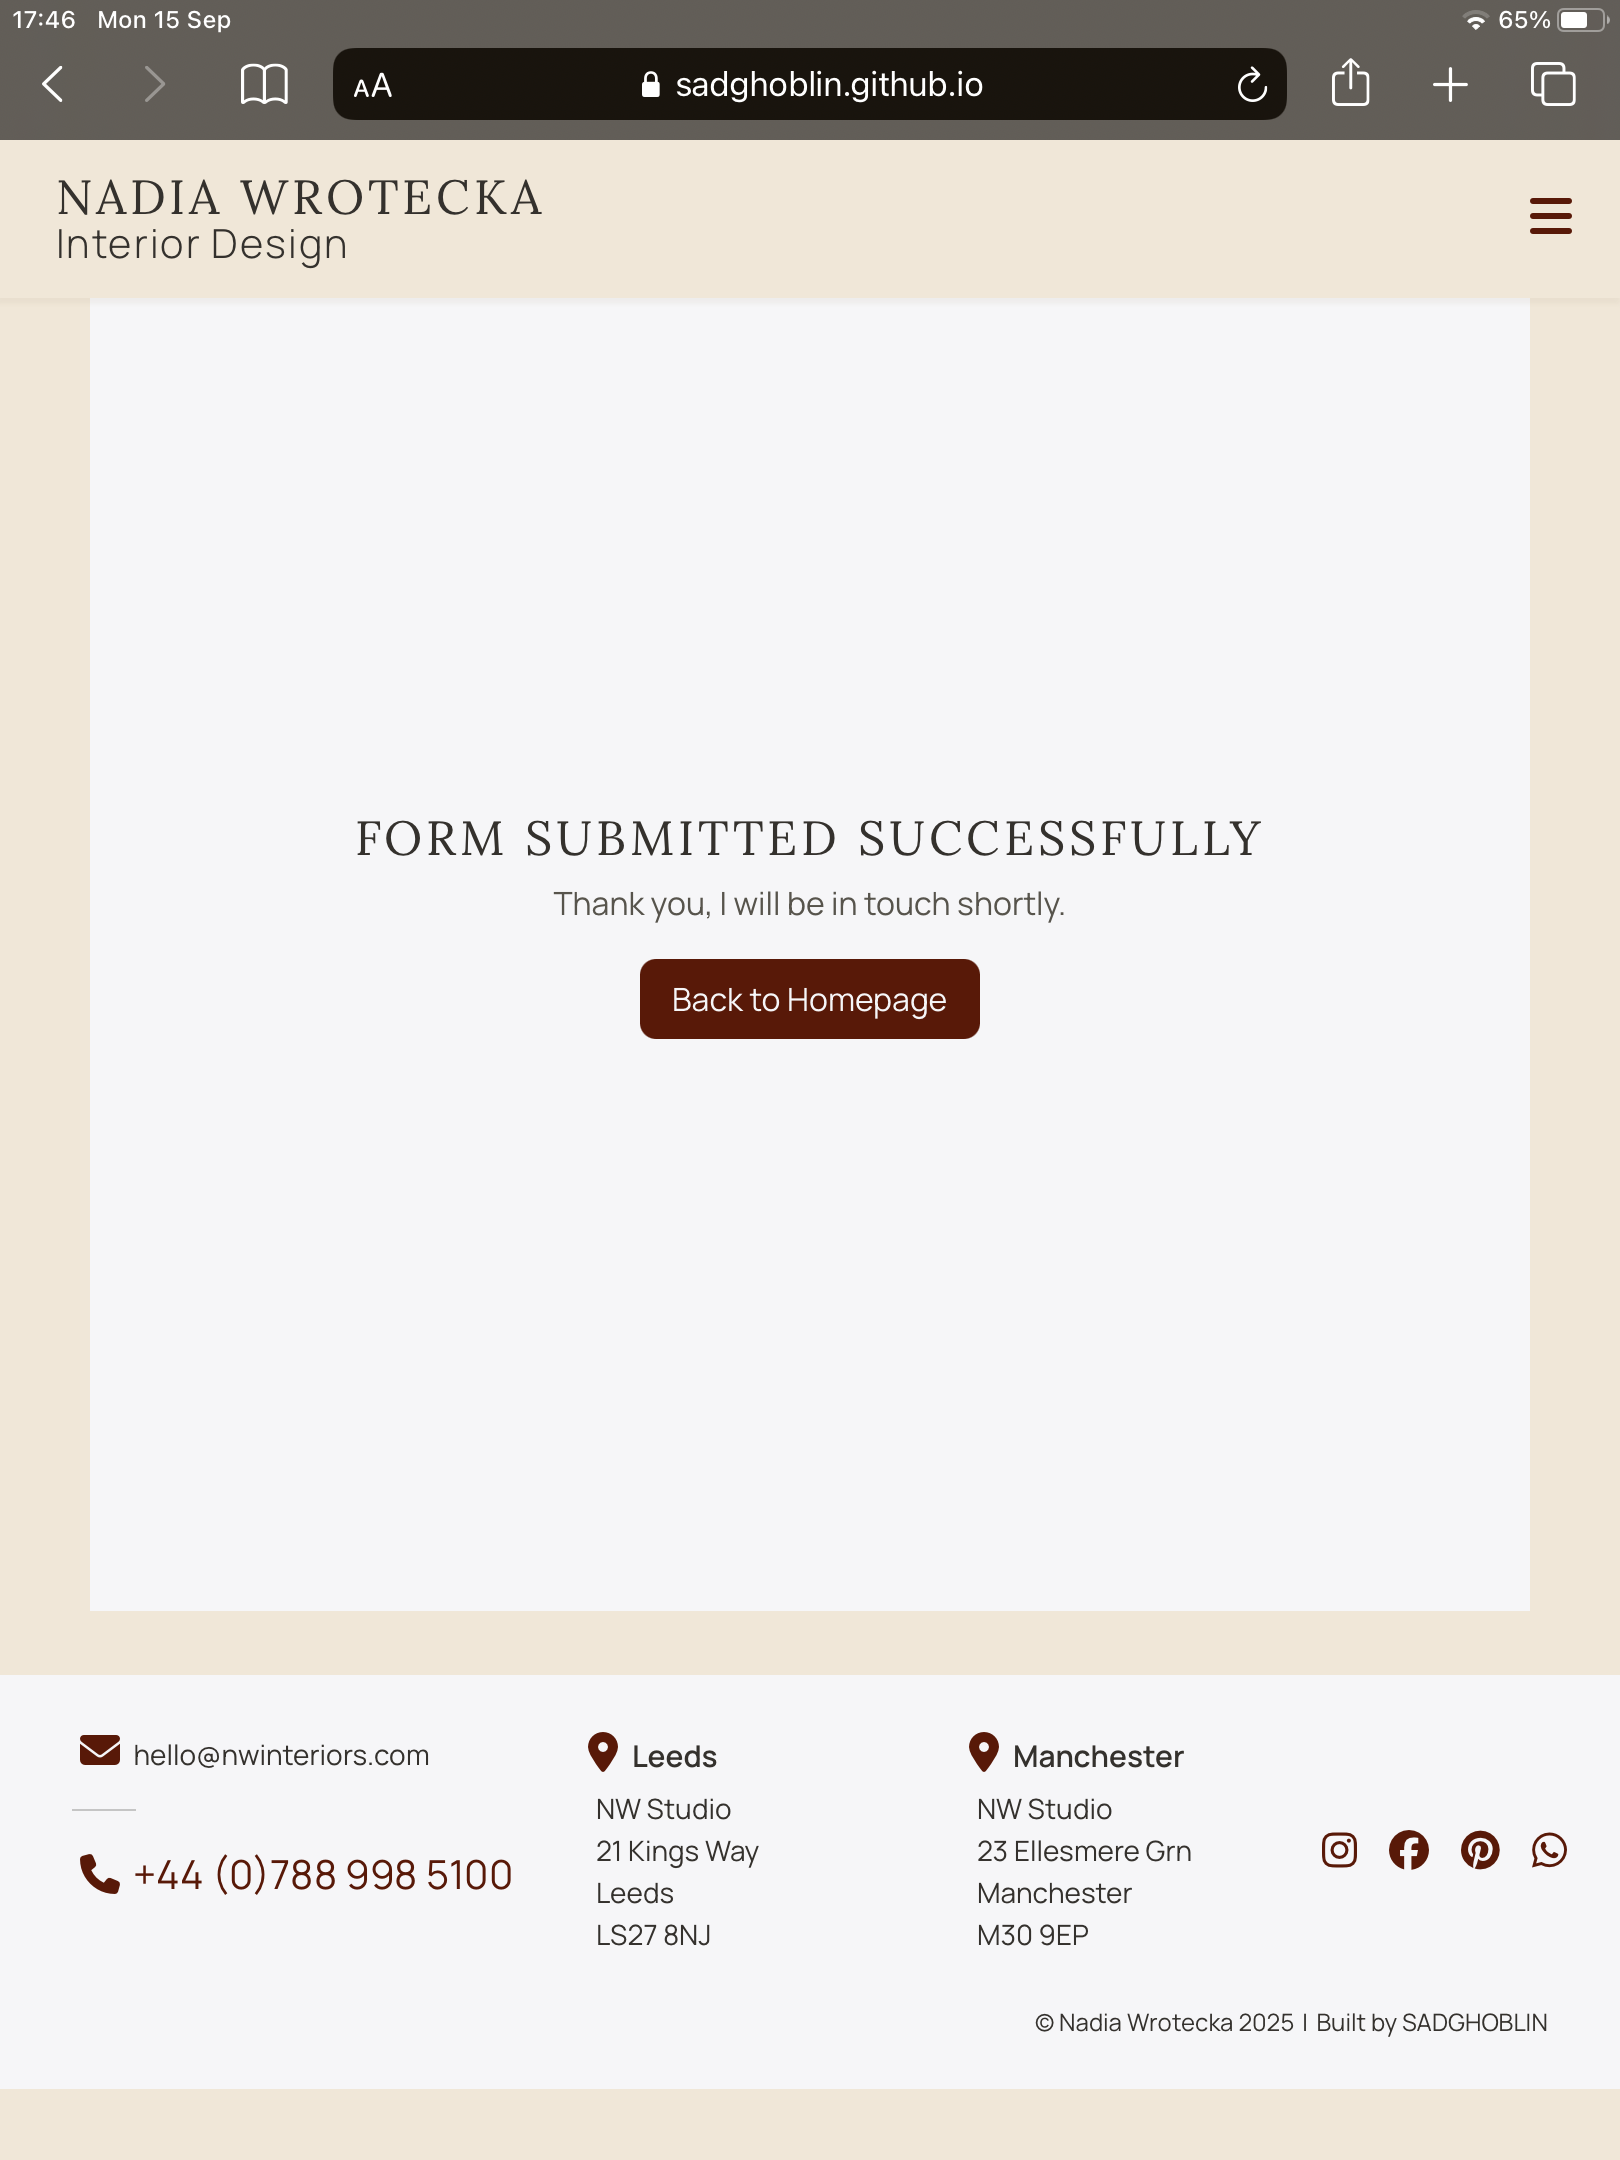 17:46 Mon 15 Sep
65%
AA
sadghoblin.github.io
NADIA WROTECKA
Interior Design
FORM SUBMITTED SUCCESSFULLY
Thank you, I will be in touch shortly.
Back to Homepage
hello@nwinteriors.com
+44 (0)788 998 5100
Leeds
NW Studio
21 Kings Way
Leeds
LS27 8NJ
Manchester
NW Studio
23 Ellesmere Grn
Manchester
M30 9EP
© Nadia Wrotecka 2025 | Built by SADGHOBLIN